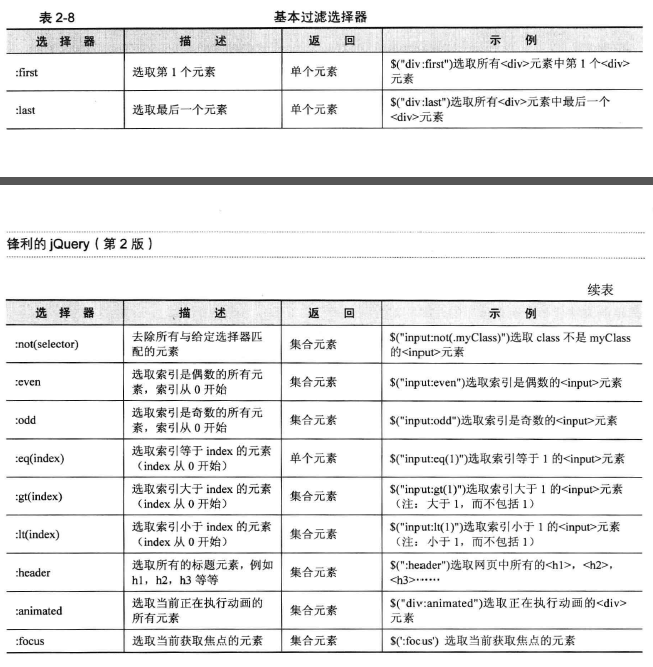 表 2-8 基本过滤选择器
选 择 器 描 述 返 回 示 例
:first 选取第 1 个元素 单个元素 $("div:first")选取所有<div>元素中第 1 个<div>
元素
:last 选取最后一个元素 单个元素 $("div:last")选取所有<div>元素中最后一个
<div>元素
锋利的 jQuery（第 2 版）
续表
选 择 器 描 述 返 回 示 例
:not(selector) 去除所有与给定选择器匹
配的元素 集合元素 $("input:not(.myClass)")选取 class 不是 myClass
的<input>元素
:even 选取索引是偶数的所有元
素，索引从 0 开始 集合元素 $("input:even")选取索引是偶数的<input>元素
:odd 选取索引是奇数的所有元
素，索引从 0 开始 集合元素 $("input:odd")选取索引是奇数的<input>元素
:eq(index) 选取索引等于 index 的元素
（index 从 0 开始） 单个元素 $("input:eq(1)")选取索引等于 1 的<input>元素
:gt(index) 选取索引大于 index 的元素
（index 从 0 开始） 集合元素 $("input:gt(1)")选取索引大于 1 的<input>元素
（注：大于 1，而不包括 1）
:lt(index) 选取索引小于 index 的元素
（index 从 0 开始） 集合元素 $("input:lt(1)")选取索引小于 1 的<input>元素
（注：小于 1，而不包括 1）
:header 选取所有的标题元素，例如
h1，h2，h3 等等 集合元素 $(":header")选取网页中所有的<h1>，<h2>，
<h3>……
:animated 选取当前正在执行动画的
所有元素 集合元素 $("div:animated")选取正在执行动画的<div>
元素
:focus 选取当前获取焦点的元素 集合元素 $(':focus') 选取当前获取焦点的元素